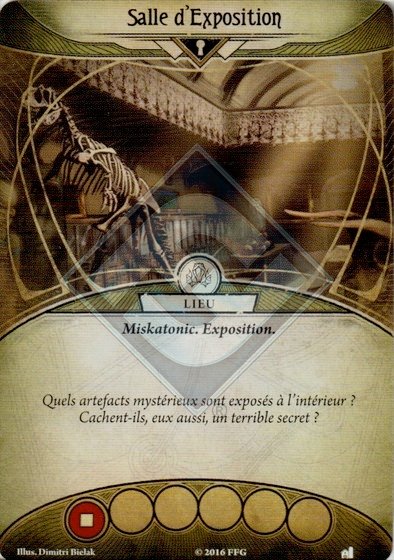 Salle d'Exposition
LIEU
Miskatonic. Exposition.
Quels artefacts mystérieux sont exposés à l'intérieur ?
Cachent-ils, eux aussi, un terrible secret ?
®
Illus. Dimitri Bielak
© 2016 FFG